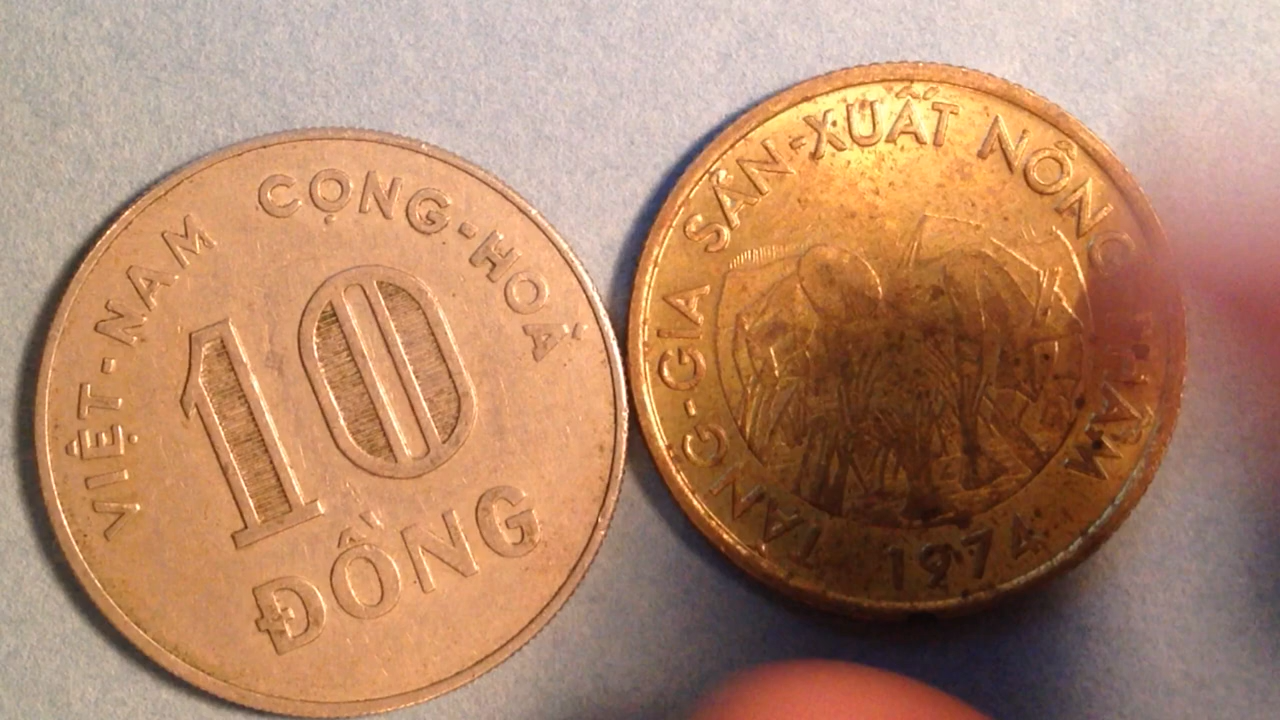 VIỆT-NAM CỘNG-HOÀ
10
ĐỒNG
TĂNG-GIA SẢN-XUẤT NÔNG PHẨM
1974